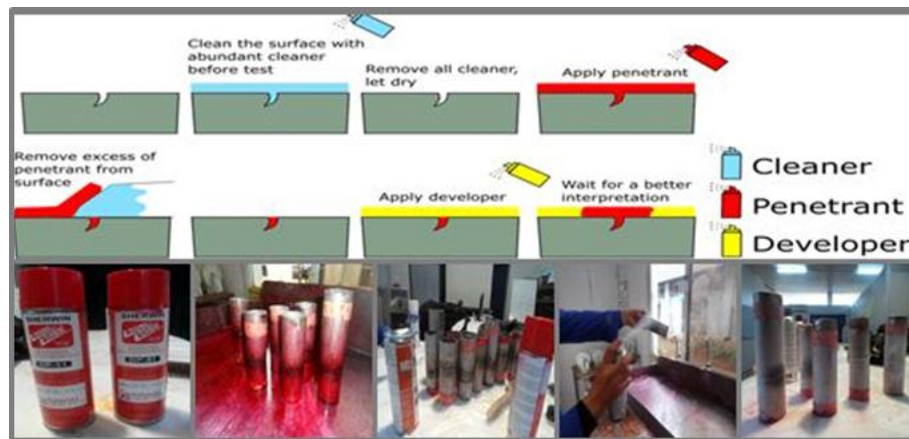 Clean the surface with
abundant cleaner
before test
Remove all cleaner,
let dry
Apply penetrant
Remove excess of
penetrant from
surface
Apply developer
Wait for a better
interpretation
Cleaner
Penetrant
Developer
SHERWIN
SHERWIN